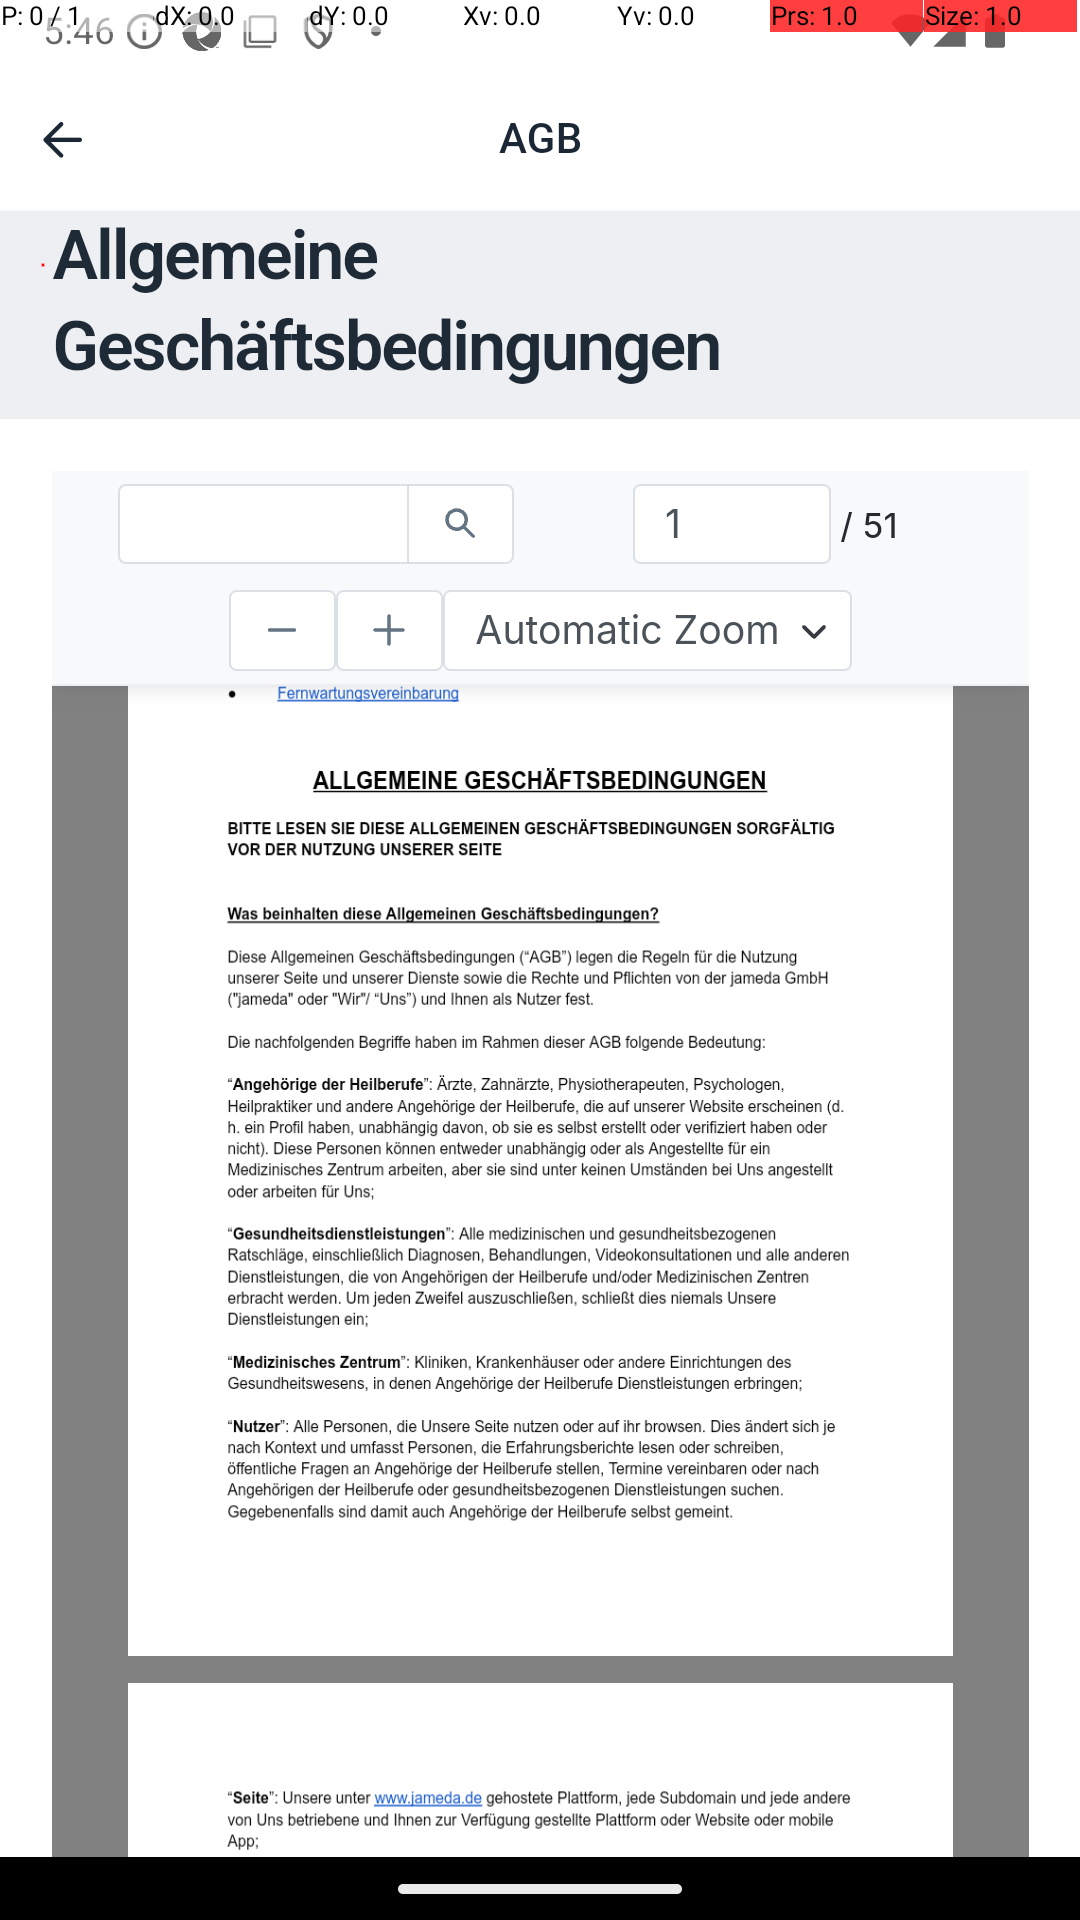 P: 0 / 1 dX: 0.0 dY: 0.0 Xv: 0.0 Yv: 0.0 Prs: 1.0 Size: 1.0
5:46
AGB
Allgemeine
Geschäftsbedingungen
1 / 51
Automatic Zoom
● Fernwartungsvereinbarung
ALLGEMEINE GESCHÄFTSBEDINGUNGEN
BITTE LESEN SIE DIESE ALLGEMEINEN GESCHÄFTSBEDINGUNGEN SORGFÄLTIG
VOR DER NUTZUNG UNSERER SEITE
Was beinhalten diese Allgemeinen Geschäftsbedingungen?
Diese Allgemeinen Geschäftsbedingungen (“AGB”) legen die Regeln für die Nutzung
unserer Seite und unserer Dienste sowie die Rechte und Pflichten von der jameda GmbH
("jameda" oder "Wir"/ “Uns”) und Ihnen als Nutzer fest.
Die nachfolgenden Begriffe haben im Rahmen dieser AGB folgende Bedeutung:
“Angehörige der Heilberufe”: Ärzte, Zahnärzte, Physiotherapeuten, Psychologen,
Heilpraktiker und andere Angehörige der Heilberufe, die auf unserer Website erscheinen (d.
h. ein Profil haben, unabhängig davon, ob sie es selbst erstellt oder verifiziert haben oder
nicht). Diese Personen können entweder unabhängig oder als Angestellte für ein
Medizinisches Zentrum arbeiten, aber sie sind unter keinen Umständen bei Uns angestellt
oder arbeiten für Uns;
“Gesundheitsdienstleistungen”: Alle medizinischen und gesundheitsbezogenen
Ratschläge, einschließlich Diagnosen, Behandlungen, Videokonsultationen und alle anderen
Dienstleistungen, die von Angehörigen der Heilberufe und/oder Medizinischen Zentren
erbracht werden. Um jeden Zweifel auszuschließen, schließt dies niemals Unsere
Dienstleistungen ein;
“Medizinisches Zentrum”: Kliniken, Krankenhäuser oder andere Einrichtungen des
Gesundheitswesens, in denen Angehörige der Heilberufe Dienstleistungen erbringen;
“Nutzer”: Alle Personen, die Unsere Seite nutzen oder auf ihr browsen. Dies ändert sich je
nach Kontext und umfasst Personen, die Erfahrungsberichte lesen oder schreiben,
öffentliche Fragen an Angehörige der Heilberufe stellen, Termine vereinbaren oder nach
Angehörigen der Heilberufe oder gesundheitsbezogenen Dienstleistungen suchen.
Gegebenenfalls sind damit auch Angehörige der Heilberufe selbst gemeint.
“Seite”: Unsere unter www.jameda.de gehostete Plattform, jede Subdomain und jede andere
von Uns betriebene und Ihnen zur Verfügung gestellte Plattform oder Website oder mobile
App;